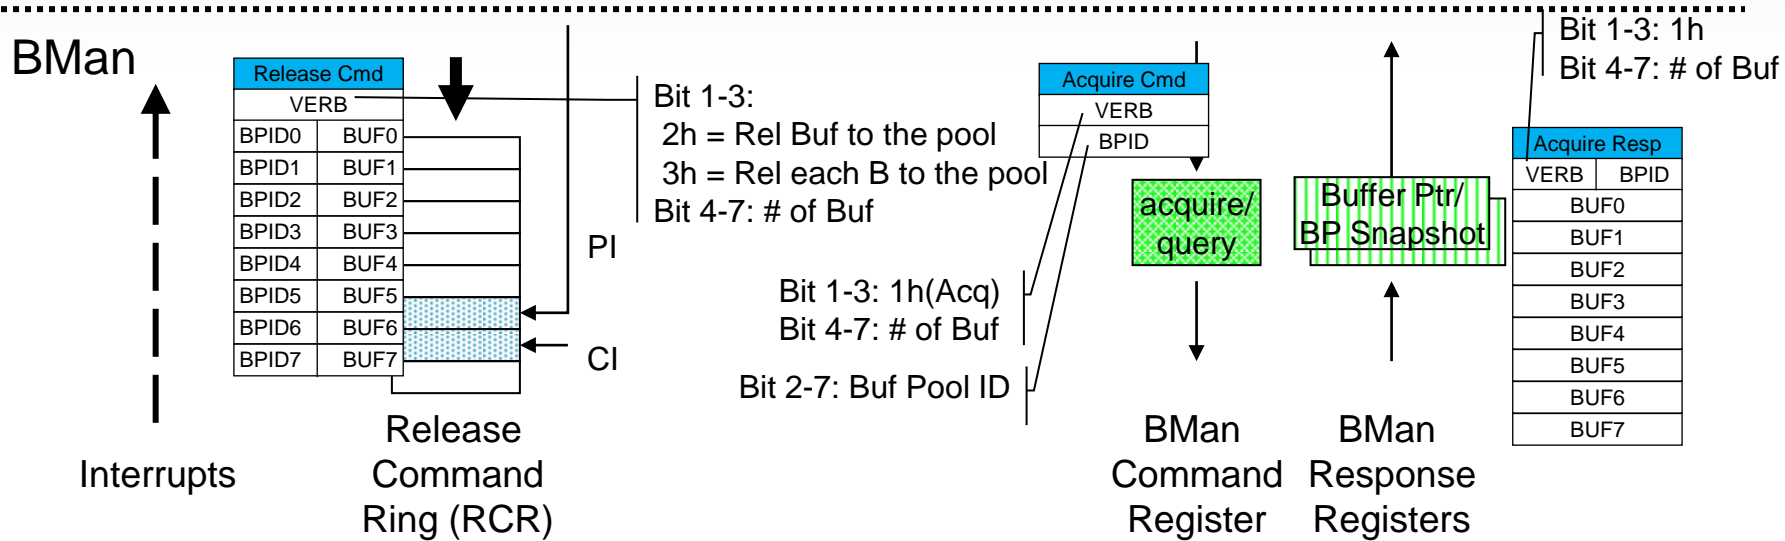 BMan
Interrupts
Release Cmd
VERB
BPID0 BUF0
BPID1 BUF1
BPID2 BUF2
BPID3 BUF3
BPID4 BUF4
BPID5 BUF5
BPID6 BUF6
BPID7 BUF7
Release
Command
Ring (RCR)
Bit 1-3:
2h = Rel Buf to the pool
3h = Rel each B to the pool
Bit 4-7: # of Buf
PI
CI
Acquire Cmd
VERB
BPID
Bit 1-3: 1h(Acq)
Bit 4-7: # of Buf
Bit 2-7: Buf Pool ID
acquire/
query
BMan
Command
Register
Buffer Ptr/
BP Snapshot
BMan
Response
Registers
Bit 1-3: 1h
Bit 4-7: # of Buf
Acquire Resp
VERB BPID
BUF0
BUF1
BUF2
BUF3
BUF4
BUF5
BUF6
BUF7